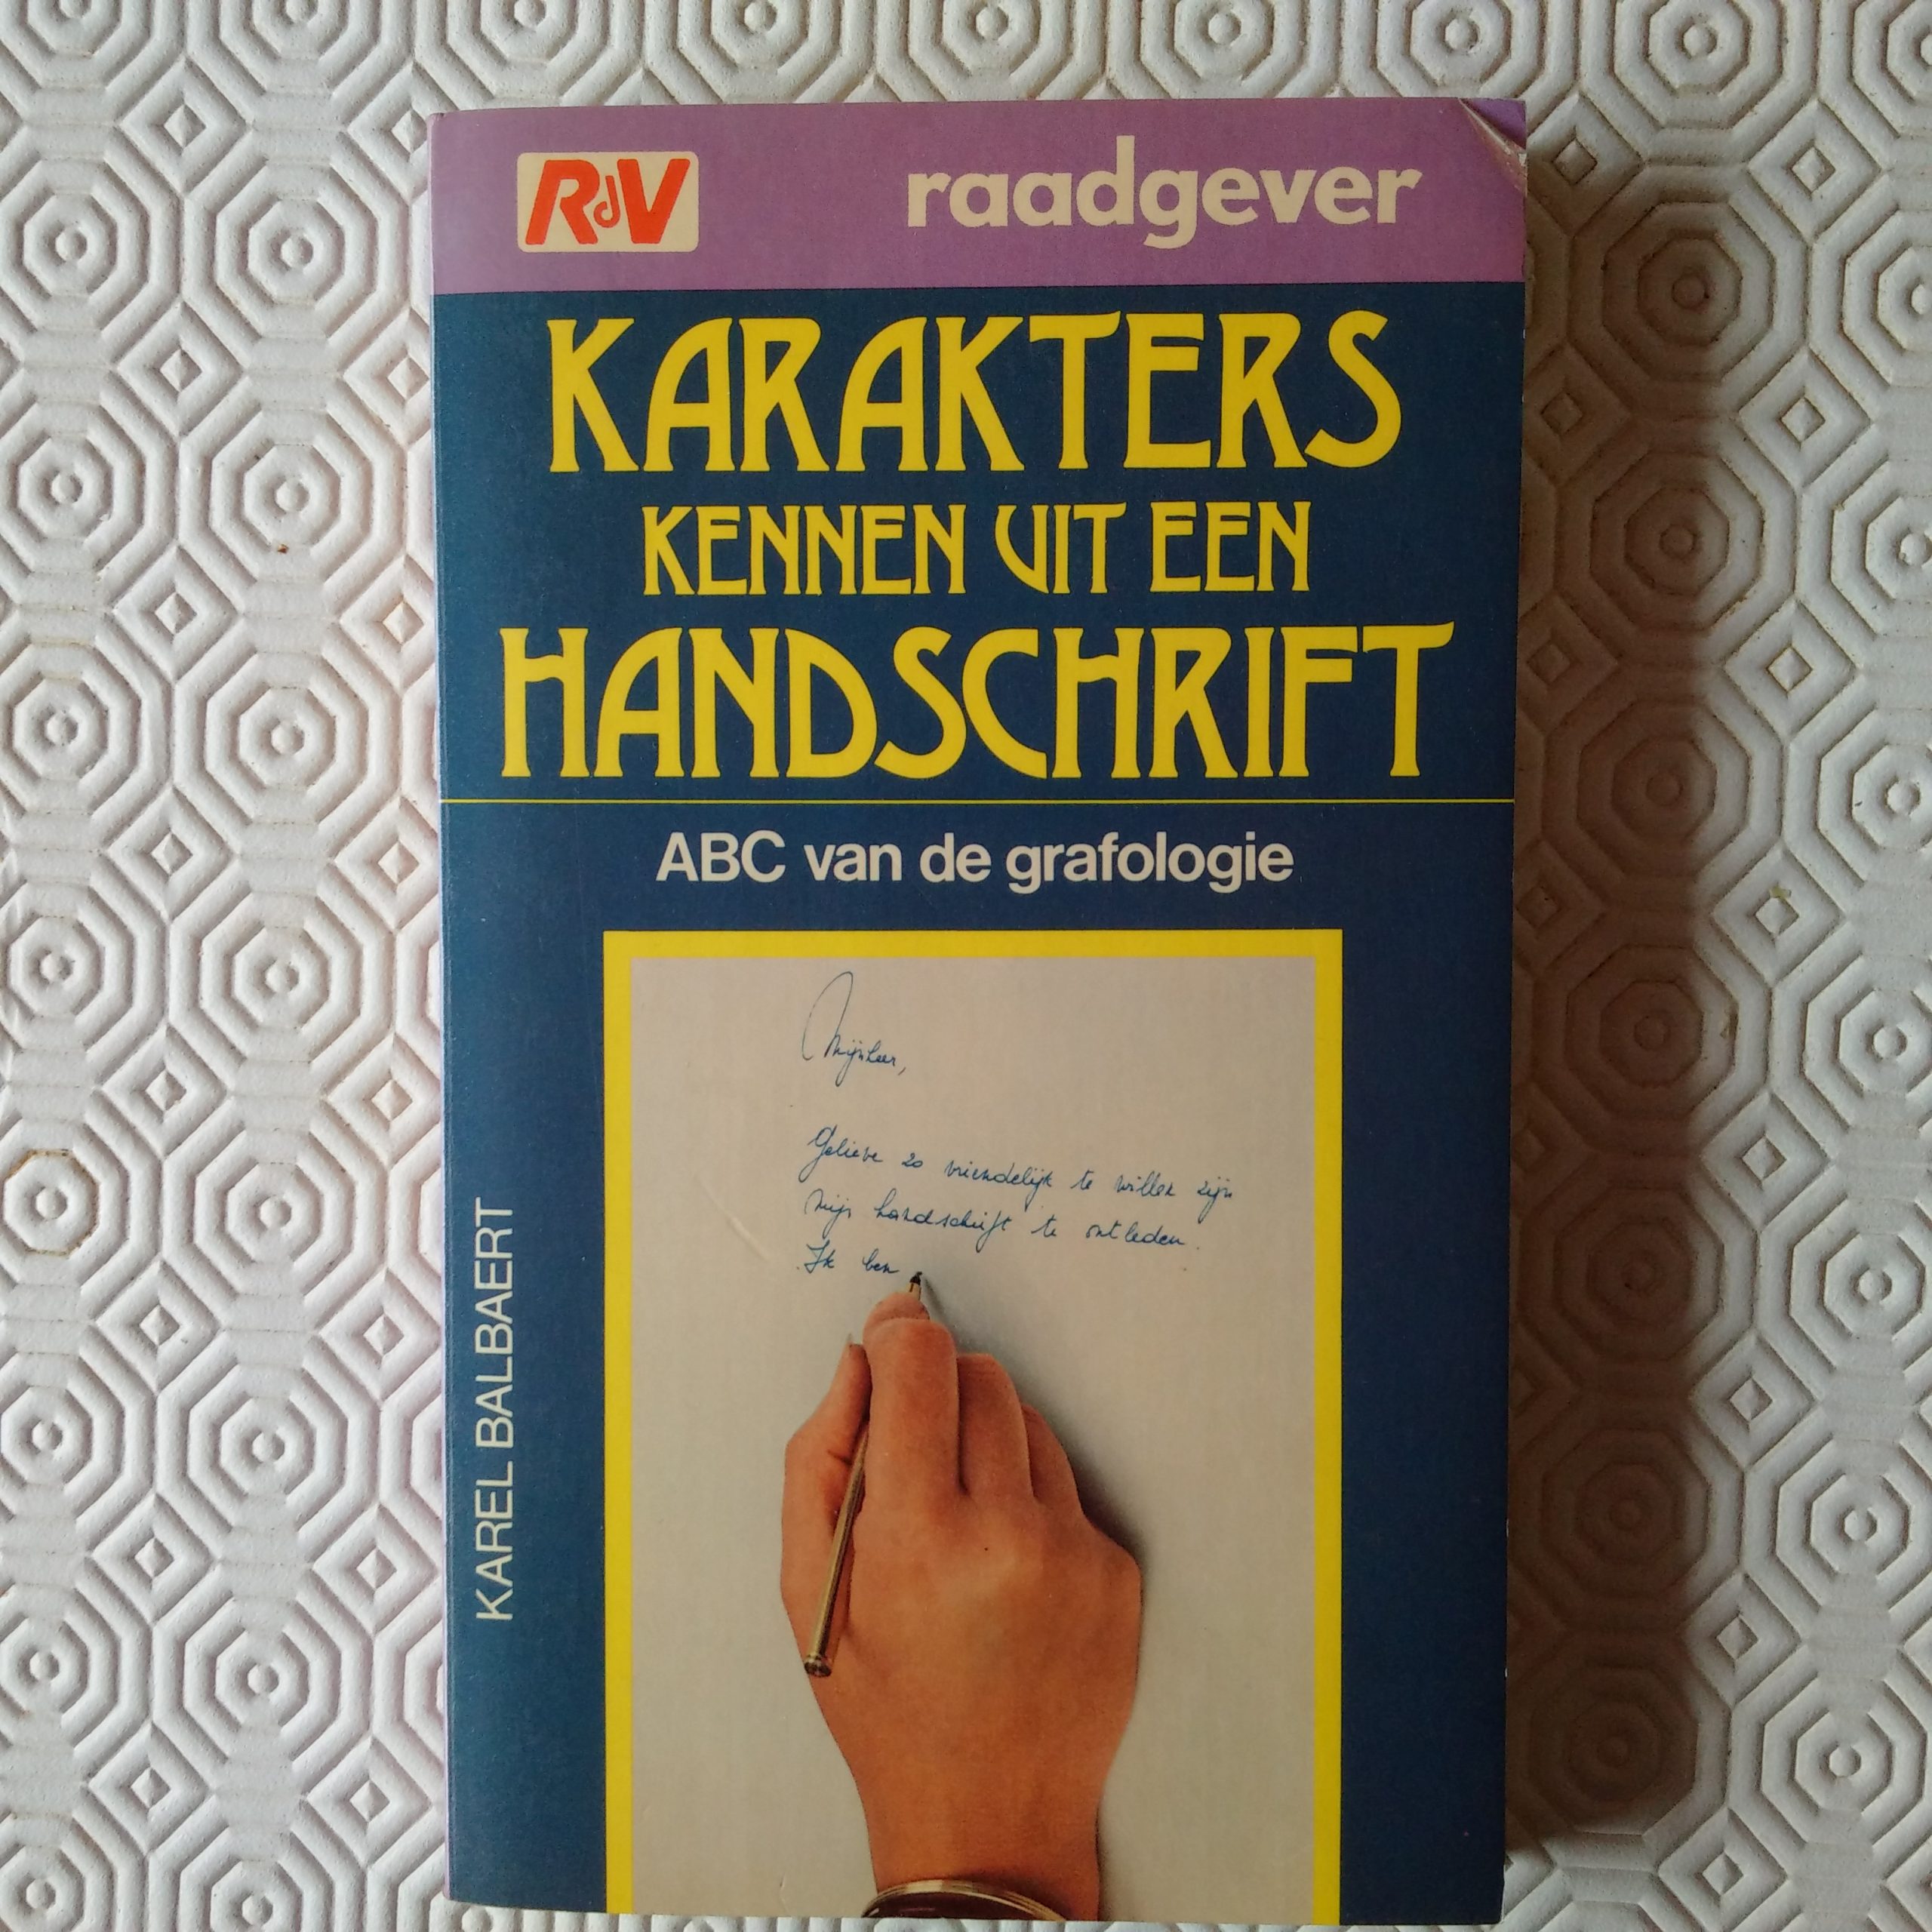 RdV
raadgever
KARAKTERS
KENNEN UIT EEN
HANDSCHRIFT
ABC van de grafologie
Mijnheer,
Gelieve zo vriendelijk te willen zijn
mijn handschrift te ontleden.
Ik ben
KAREL BALBAERT